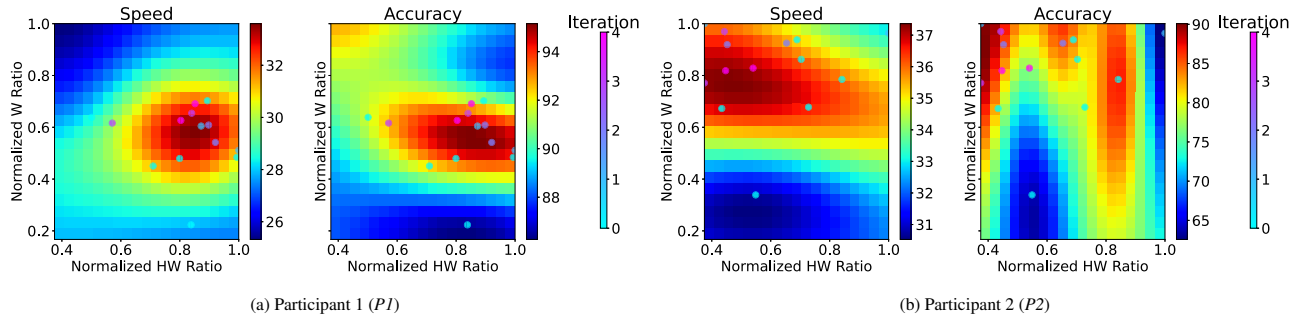 Speed
Accuracy
Iteration
Normalized W Ratio
1.0
0.8
0.6
0.4
0.2
0.4 0.6 0.8 1.0
Normalized HW Ratio
32
30
28
26
Normalized W Ratio
0.4 0.6 0.8 1.0
Normalized HW Ratio
94
92
90
88
4
3
2
1
0
(a) Participant 1 (P1)
Speed
Accuracy
Iteration
Normalized W Ratio
1.0
0.8
0.6
0.4
0.2
0.4 0.6 0.8 1.0
Normalized HW Ratio
37
36
35
34
33
32
31
Normalized W Ratio
0.4 0.6 0.8 1.0
Normalized HW Ratio
90
85
80
75
70
65
4
3
2
1
0
(b) Participant 2 (P2)